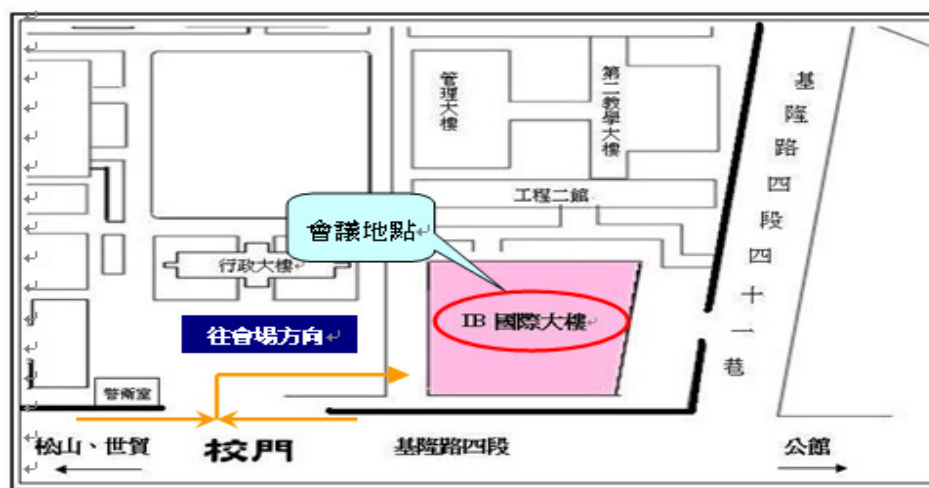 管理大樓
第二教學大樓
基隆路四段四十一巷
工程二館
會議地點
行政大樓
IB 國際大樓
往會場方向
警衛室
松山、世貿
校門
基隆路四段
公館